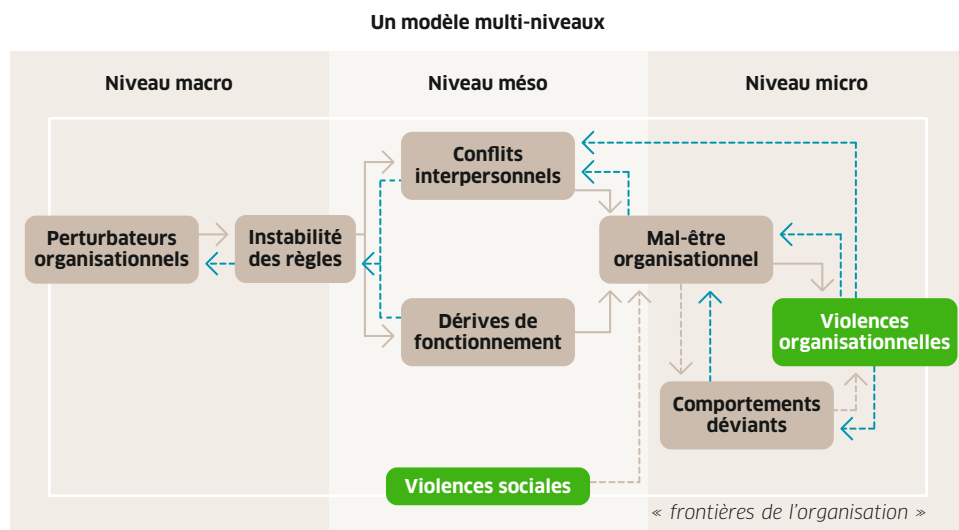 Un modèle multi-niveaux
Niveau macro
Niveau méso
Niveau micro
Conflits
interpersonnels
Perturbateurs
organisationnels
Instabilité
des règles
Mal-être
organisationnel
Dérives de
fonctionnement
Violences
organisationnelles
Comportements
déviants
Violences sociales
« frontières de l’organisation »